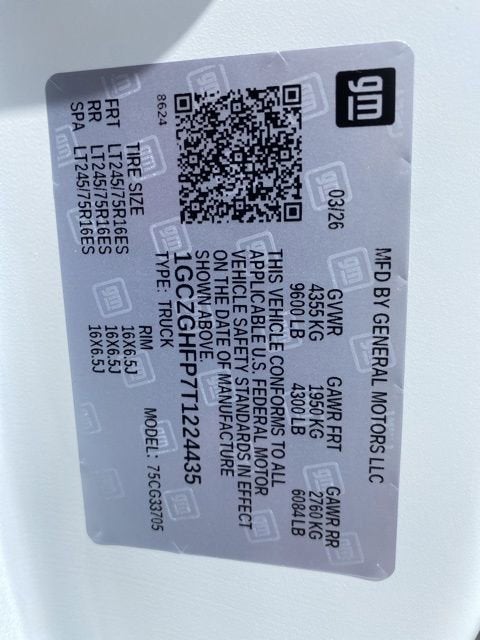 gm
MFD BY GENERAL MOTORS LLC
03/26
GVWR GAWR FRT GAWR RR
4355 KG 1950 KG 2760 KG
9600 LB 4300 LB 6084 LB
THIS VEHICLE CONFORMS TO ALL
APPLICABLE U.S. FEDERAL MOTOR
VEHICLE SAFETY STANDARDS IN EFFECT
ON THE DATE OF MANUFACTURE
SHOWN ABOVE.
1GCZGHFP7T1224435
8624
TYPE: TRUCK MODEL: 75CG33705
TIRE SIZE RIM
FRT LT245/75R16ES 16X6.5J
RR LT245/75R16ES 16X6.5J
SPA LT245/75R16ES 16X6.5J